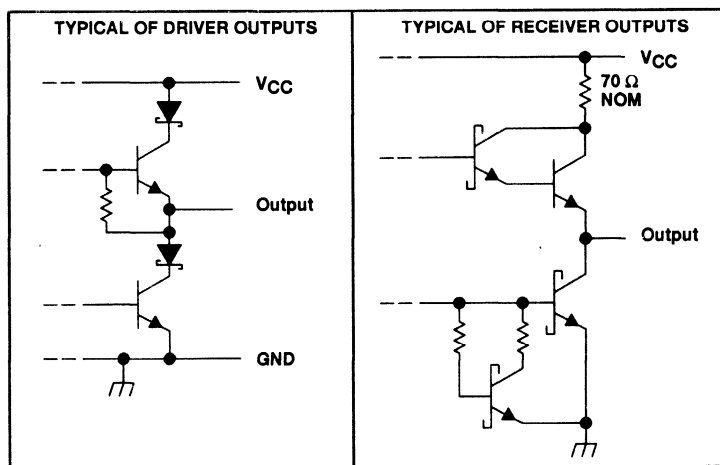 TYPICAL OF DRIVER OUTPUTS
VCC
Output
GND
TYPICAL OF RECEIVER OUTPUTS
VCC
70 Ω
NOM
Output